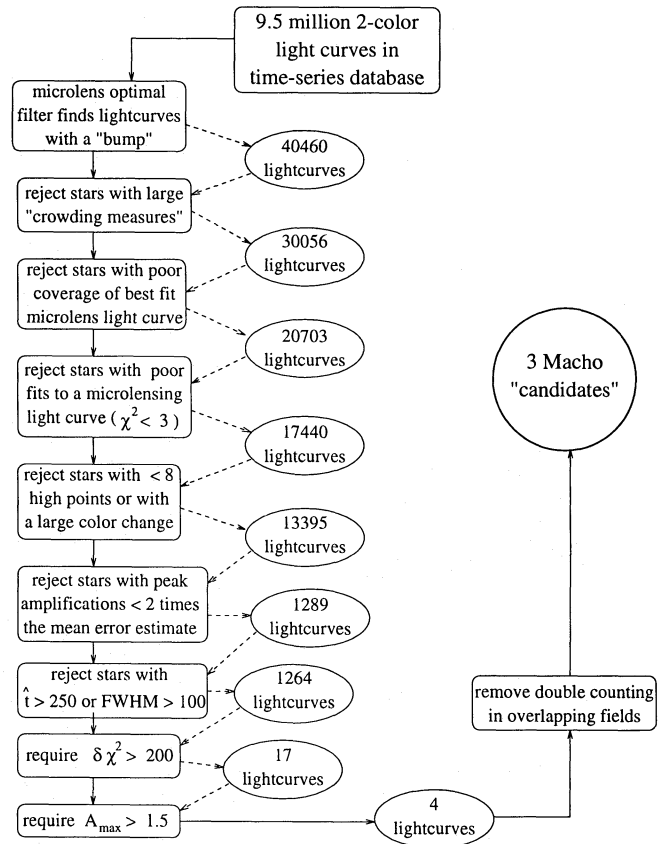 9.5 million 2-color
light curves in
time-series database
microlens optimal
filter finds lightcurves
with a "bump"
40460
lightcurves
reject stars with large
"crowding measures"
30056
lightcurves
reject stars with poor
coverage of best fit
microlens light curve
20703
lightcurves
reject stars with poor
fits to a microlensing
light curve ( χ² < 3 )
17440
lightcurves
reject stars with < 8
high points or with
a large color change
13395
lightcurves
reject stars with peak
amplifications < 2 times
the mean error estimate
1289
lightcurves
reject stars with
t̂ > 250 or FWHM > 100
1264
lightcurves
require δ χ² > 200
17
lightcurves
require A_max > 1.5
4
lightcurves
remove double counting
in overlapping fields
3 Macho
"candidates"